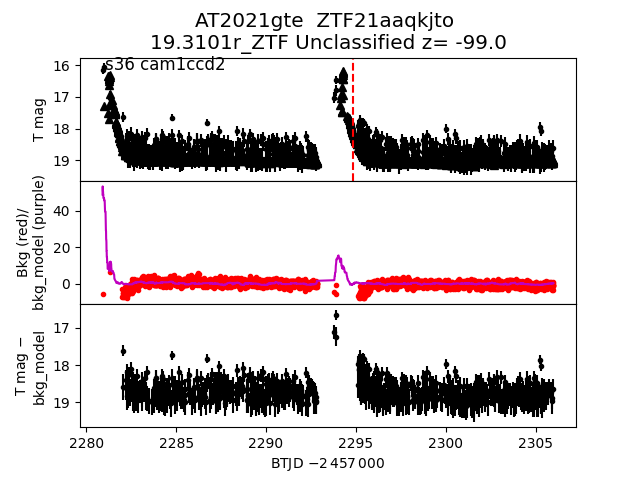 AT2021gte ZTF21aaqkjto
19.3101r_ZTF Unclassified z= -99.0
s36 cam1ccd2
T mag
16
17
18
19
Bkg (red)/
bkg_model (purple)
40
20
0
T mag −
bkg_model
17
18
19
2280 2285 2290 2295 2300 2305
BTJD −2 457 000